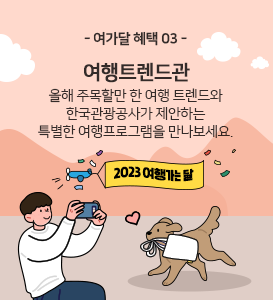 - 여가달 혜택 03 -
여행트렌드관
올해 주목할만 한 여행 트렌드와
한국관광공사가 제안하는
특별한 여행프로그램을 만나보세요.
2023 여행가는 달